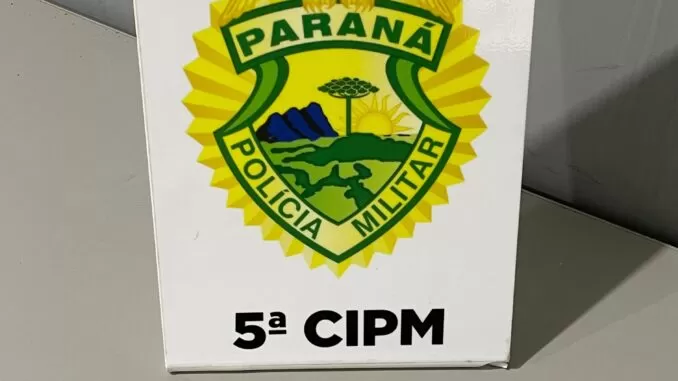 PARANÁ
POLÍCIA MILITAR
5ª CIPM